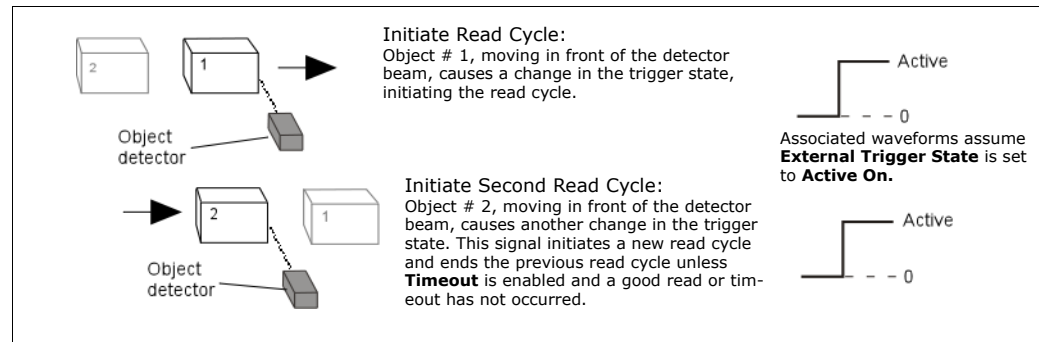 Initiate Read Cycle:
Object # 1, moving in front of the detector
beam, causes a change in the trigger state,
initiating the read cycle.
2
1
Object
detector
Active
0
Associated waveforms assume
External Trigger State is set
to Active On.
Initiate Second Read Cycle:
Object # 2, moving in front of the detector
beam, causes another change in the trigger
state. This signal initiates a new read cycle
and ends the previous read cycle unless
Timeout is enabled and a good read or tim-
eout has not occurred.
2
1
Object
detector
Active
0